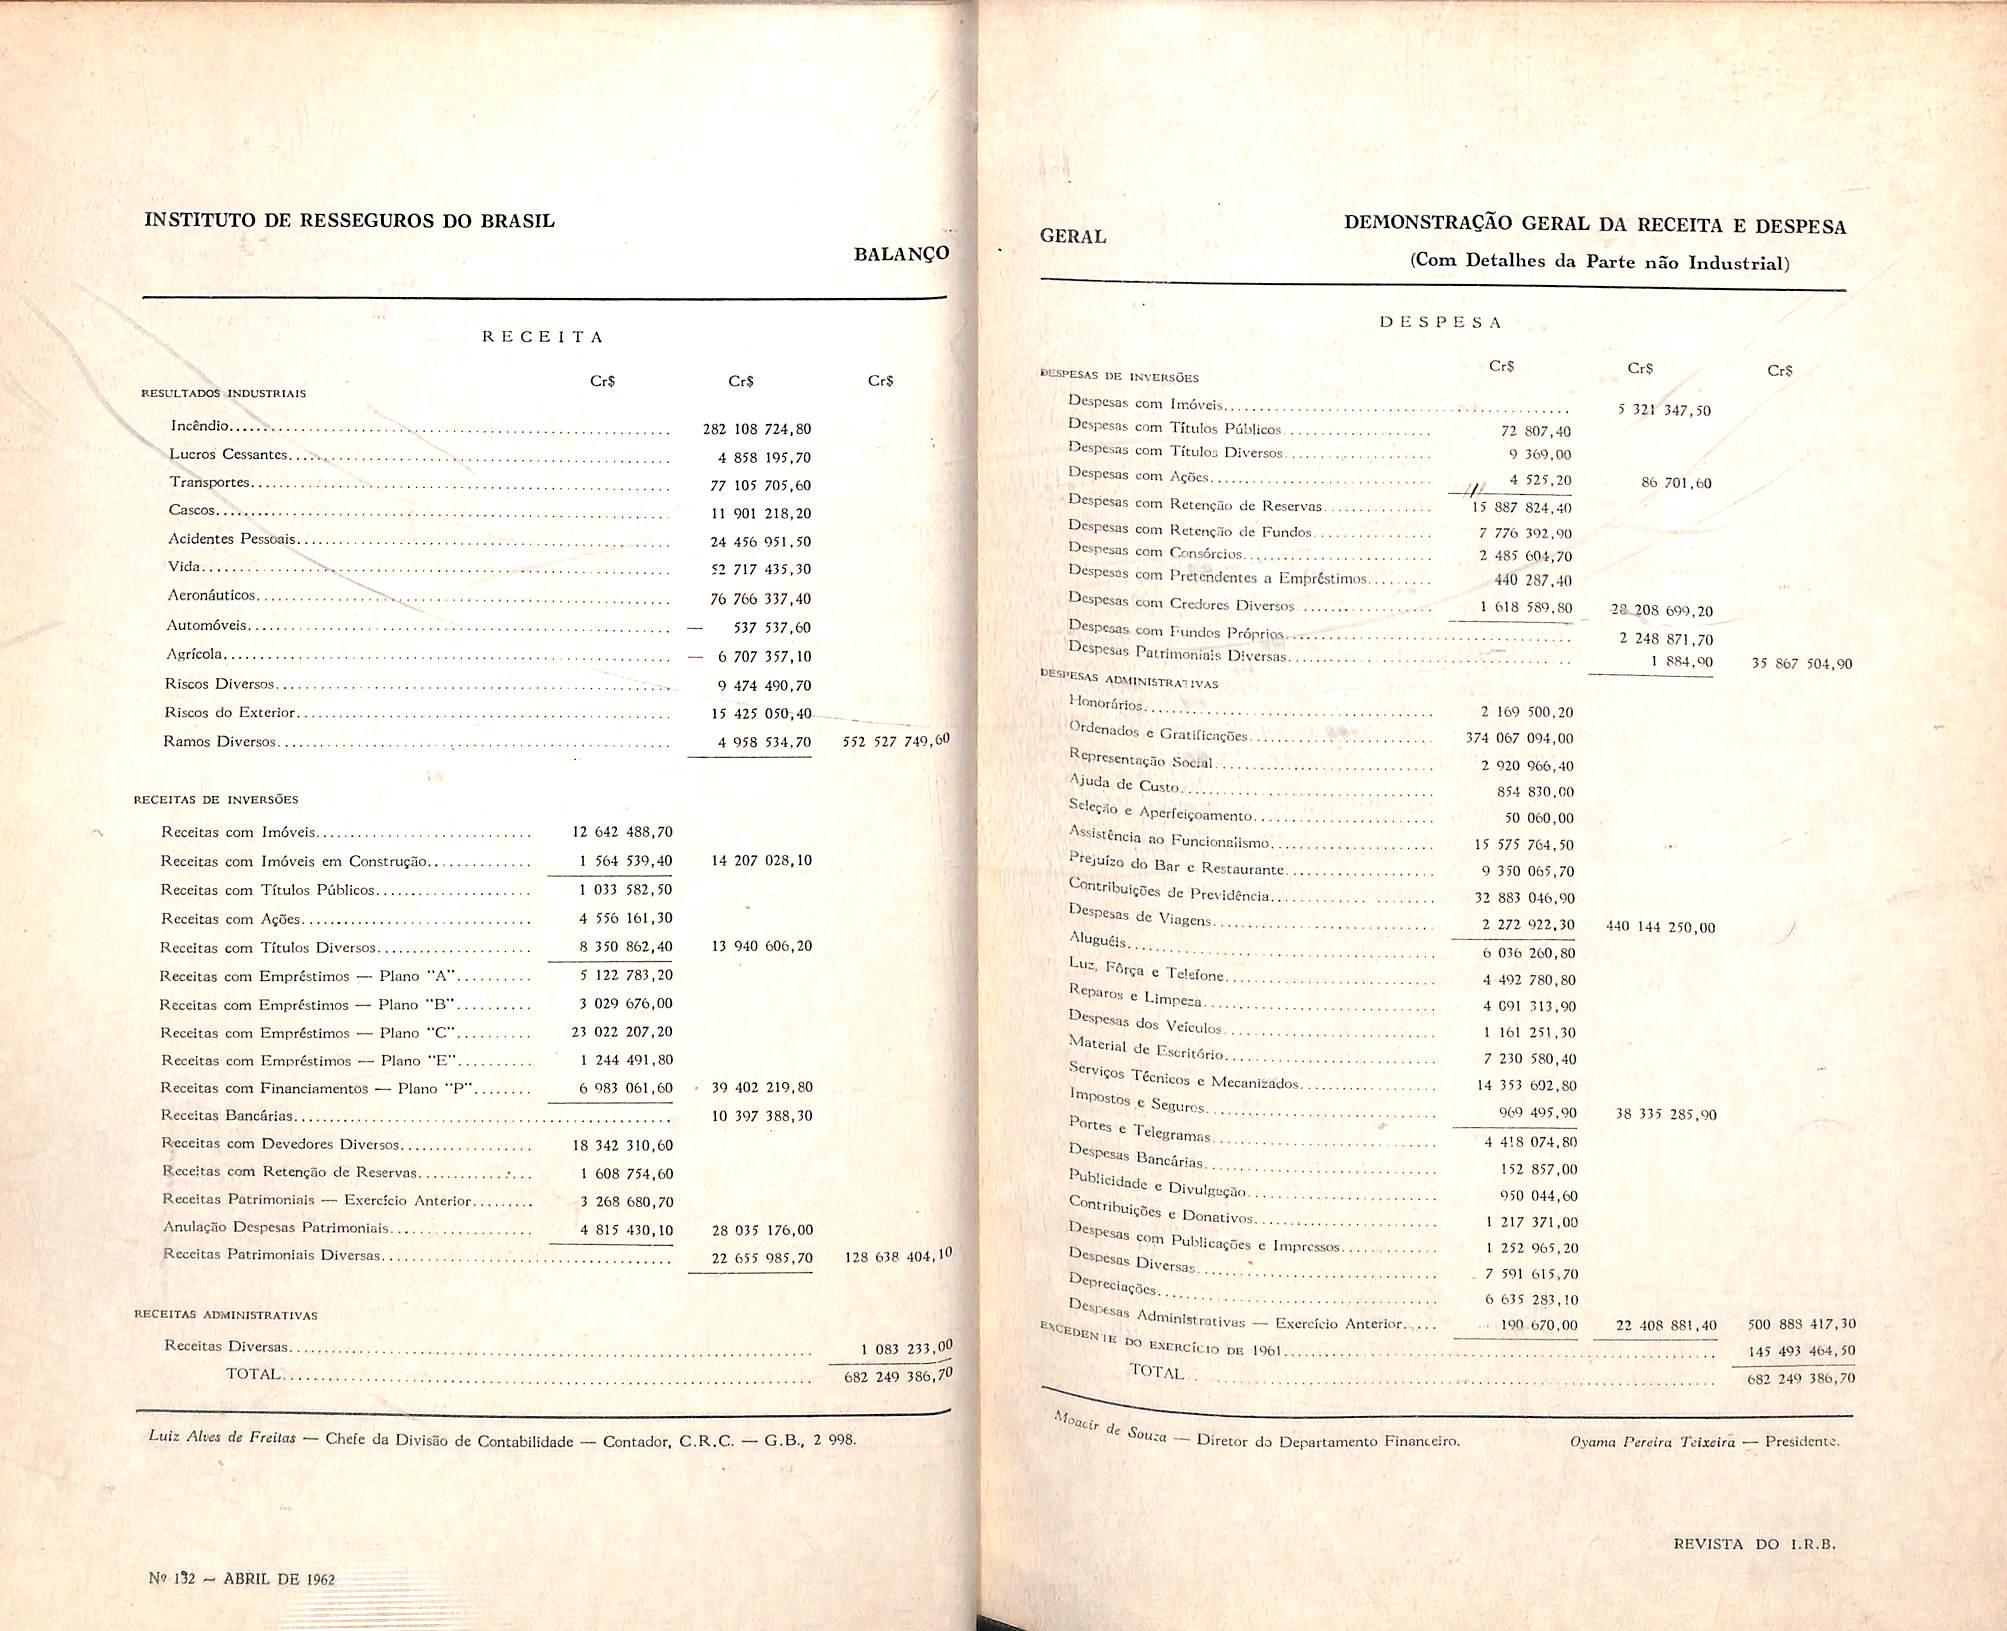 INSTITUTO DE RESSEGUROS DO BRASIL
BALANÇO
RECEITA
Cr$ Cr$ Cr$
RESULTADOS INDUSTRIAIS
Incêndio 282 108 724,80
Lucros Cessantes 4 858 195,70
Transportes 77 105 705,60
Cascos 11 901 218,20
Acidentes Pessoais 24 456 951,50
Vida 52 717 435,30
Aeronáuticos 76 766 337,40
Automóveis — 537 537,60
Agrícola — 6 707 357,10
Riscos Diversos 9 474 490,70
Riscos do Exterior 15 425 050,40
Ramos Diversos 4 958 534,70 552 527 749,60
RECEITAS DE INVERSÕES
Receitas com Imóveis 12 642 488,70
Receitas com Imóveis em Construção 1 564 539,40 14 207 028,10
Receitas com Títulos Públicos 1 033 582,50
Receitas com Ações 4 556 161,30
Receitas com Títulos Diversos 8 350 862,40 13 940 606,20
Receitas com Empréstimos — Plano "A" 5 122 783,20
Receitas com Empréstimos — Plano "B" 3 029 676,00
Receitas com Empréstimos — Plano "C" 23 022 207,20
Receitas com Empréstimos — Plano "E" 1 244 491,80
Receitas com Financiamentos — Plano "P" 6 983 061,60 39 402 219,80
Receitas Bancárias 10 397 388,30
Receitas com Devedores Diversos 18 342 310,60
Receitas com Retenção de Reservas 1 608 754,60
Receitas Patrimoniais — Exercício Anterior 3 268 680,70
Anulação Despesas Patrimoniais 4 815 430,10 28 035 176,00
Receitas Patrimoniais Diversas 22 655 985,70 128 638 404,10
RECEITAS ADMINISTRATIVAS
Receitas Diversas 1 083 233,00
TOTAL 682 249 386,70
Luiz Alves de Freitas — Chefe da Divisão de Contabilidade — Contador, C.R.C. — G.B., 2 998.
Nº 132 — ABRIL DE 1962
GERAL
DEMONSTRAÇÃO GERAL DA RECEITA E DESPESA
(Com Detalhes da Parte não Industrial)
DESPESA
Cr$ Cr$ Cr$
DESPESAS DE INVERSÕES
Despesas com Imóveis 5 321 347,50
Despesas com Títulos Públicos 72 807,40
Despesas com Títulos Diversos 9 369,00
Despesas com Ações 4 525,20 86 701,60
Despesas com Retenção de Reservas 15 887 824,40
Despesas com Retenção de Fundos 7 776 392,90
Despesas com Consórcios 2 485 604,70
Despesas com Pretendentes a Empréstimos 440 287,40
Despesas com Credores Diversos 1 618 589,80 28 208 699,20
Despesas com Fundos Próprios 2 248 871,70
Despesas Patrimoniais Diversas 1 884,90 35 867 504,90
DESPESAS ADMINISTRATIVAS
Honorários 2 169 500,20
Ordenados e Gratificações 374 067 094,00
Representação Social 2 920 966,40
Ajuda de Custo 854 830,00
Seleção e Aperfeiçoamento 50 060,00
Assistência ao Funcionalismo 15 575 764,50
Prejuízo do Bar e Restaurante 9 350 065,70
Contribuições de Previdência 32 883 046,90
Despesas de Viagens 2 272 922,30 440 144 250,00
Aluguéis 6 036 260,80
Luz, Fôrça e Telefone 4 492 780,80
Reparos e Limpeza 4 091 313,90
Despesas dos Veículos 1 161 251,30
Material de Escritório 7 230 580,40
Serviços Técnicos e Mecanizados 14 353 602,80
Impostos e Seguros 969 495,90 38 335 285,90
Portes e Telegramas 4 418 074,80
Despesas Bancárias 152 857,00
Publicidade e Divulgação 950 044,60
Contribuições e Donativos 1 217 371,00
Despesas com Publicações e Impressos 1 252 965,20
Despesas Diversas 7 591 615,70
Depreciações 6 635 283,10
Despesas Administrativas — Exercício Anterior 190 670,00 22 408 881,40 500 888 417,30
EXCEDENTE DO EXERCÍCIO DE 1961 145 493 464,50
TOTAL 682 249 386,70
Moacir de Souza — Diretor do Departamento Financeiro. Oyama Pereira Teixeira — Presidente.
REVISTA DO I.R.B.